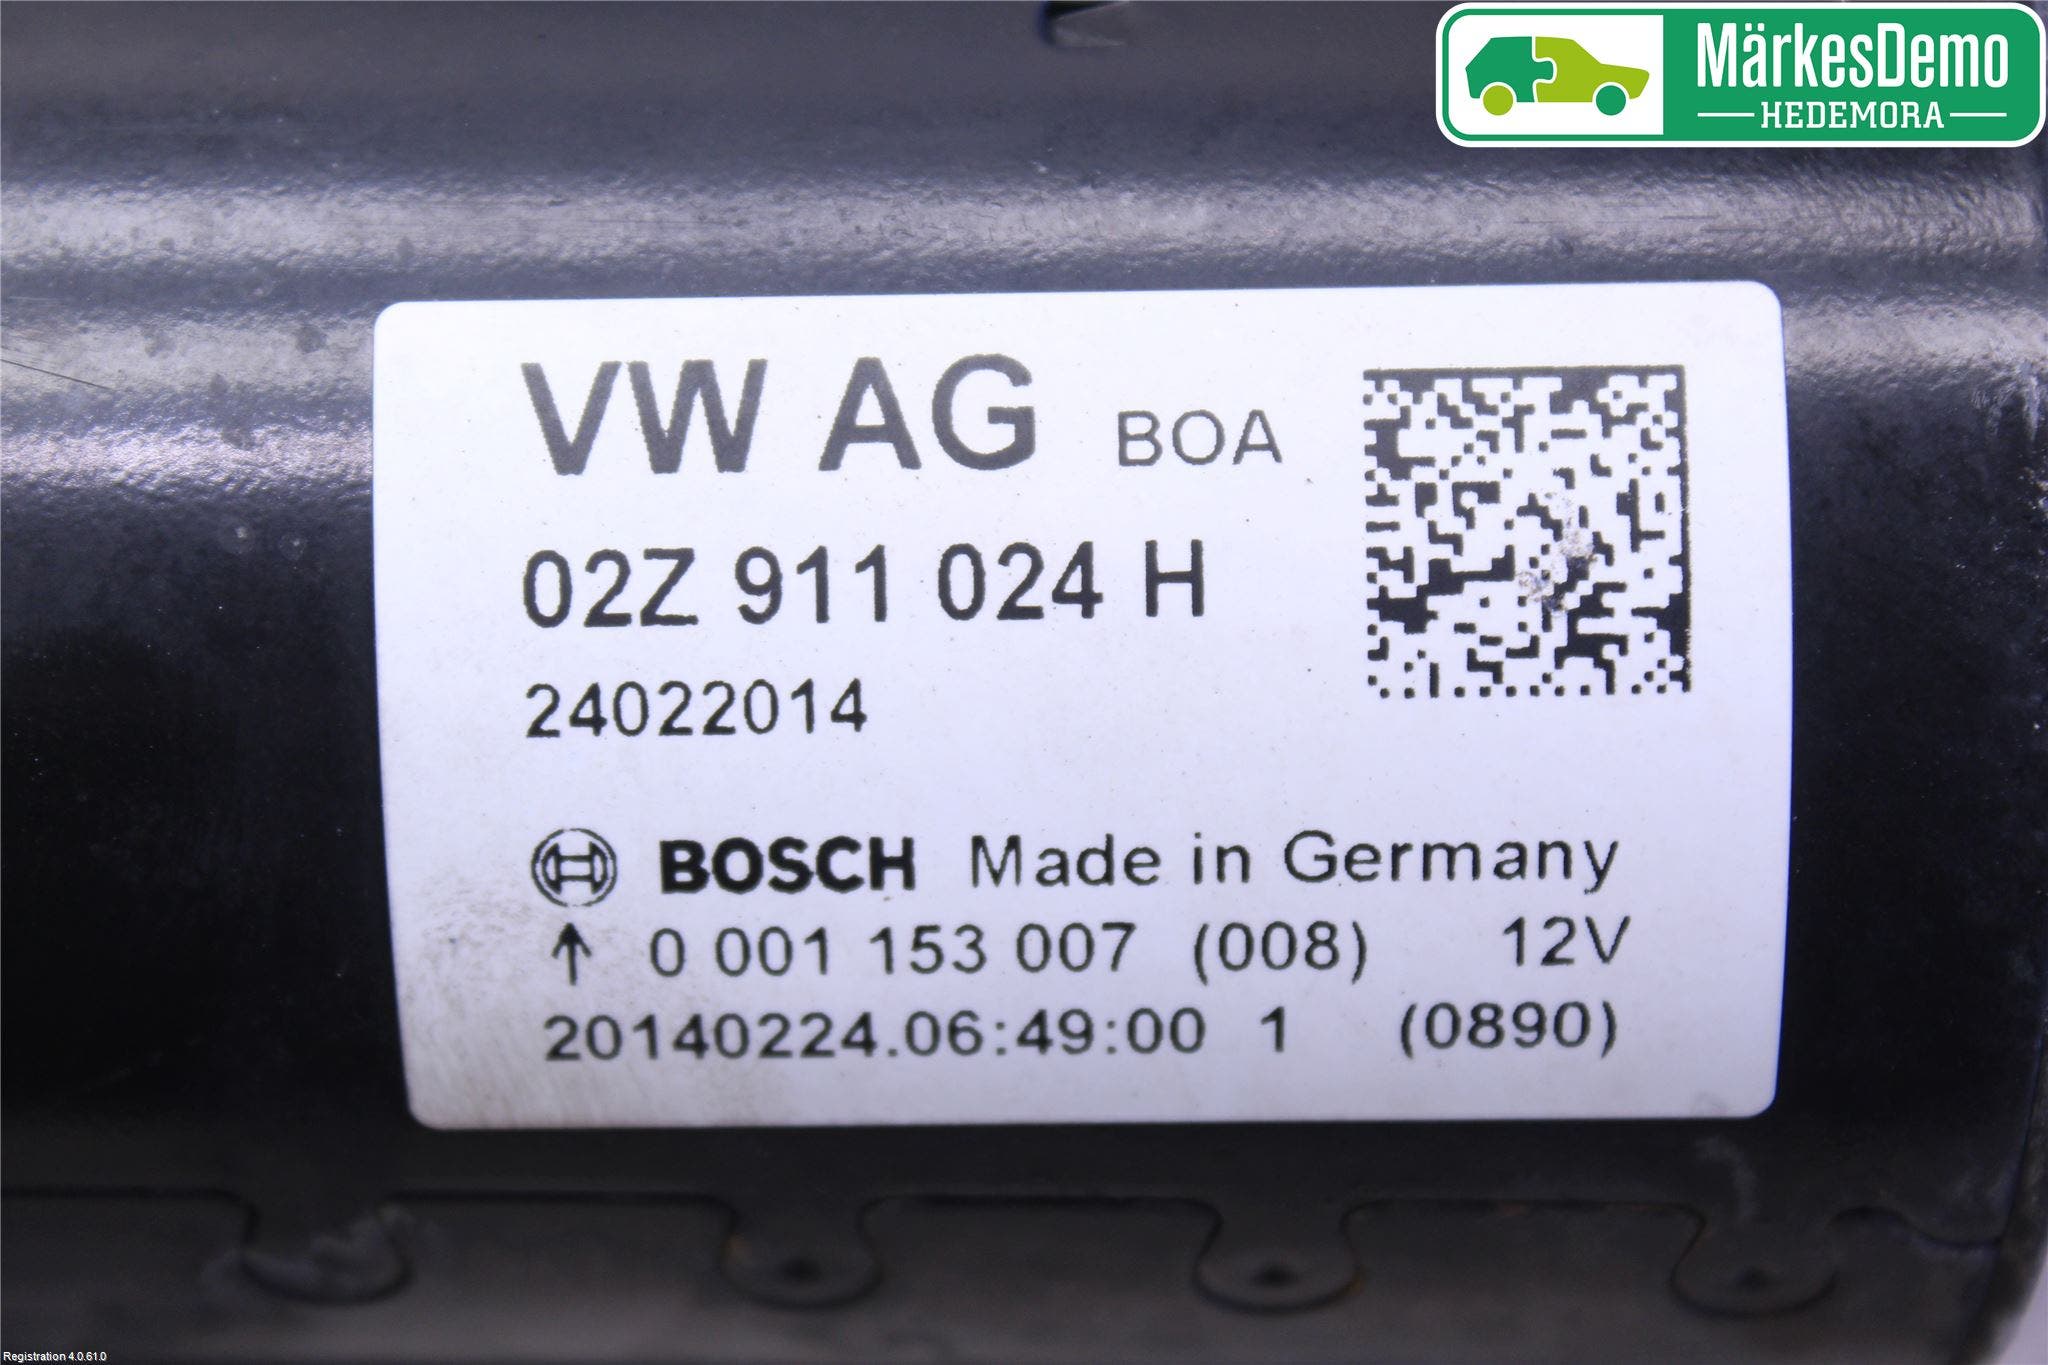 MärkesDemo
HEDEMORA
VW AG BOA
02Z 911 024 H
24022014
BOSCH Made in Germany
↑ 0 001 153 007 (008) 12V
20140224.06:49:00 1 (0890)
Registration 4.0.61.0